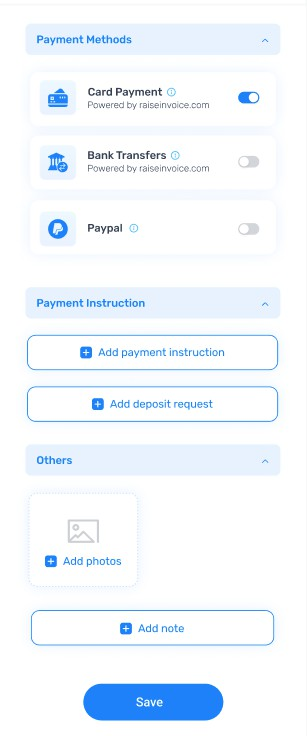 Payment Methods
Card Payment
Powered by raiseinvoice.com
Bank Transfers
Powered by raiseinvoice.com
Paypal
Payment Instruction
Add payment instruction
Add deposit request
Others
Add photos
Add note
Save